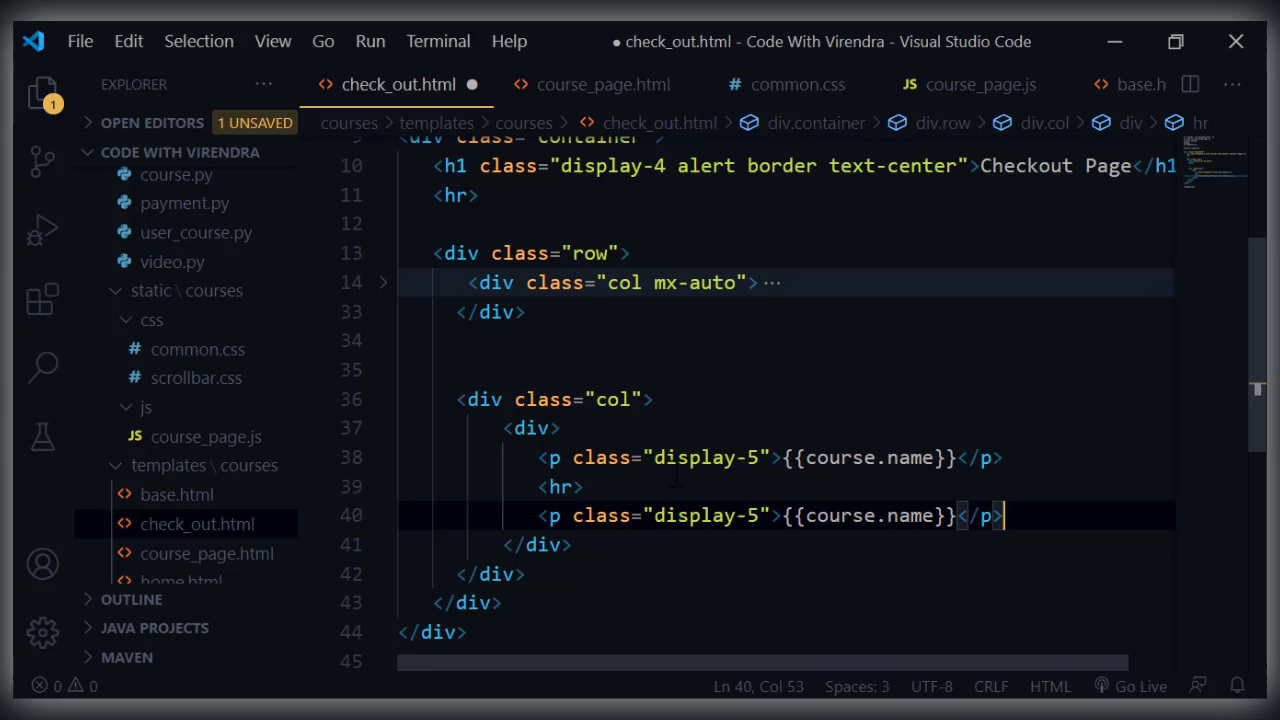 File Edit Selection View Go Run Terminal Help
● check_out.html - Code With Virendra - Visual Studio Code
EXPLORER ···
<> check_out.html ● <> course_page.html # common.css JS course_page.js <> base.h ···
1
OPEN EDITORS 1 UNSAVED
courses > templates > courses > <> check_out.html > div.container > div.row > div.col > div > hr
CODE WITH VIRENDRA
course.py
payment.py
user_course.py
video.py
static \ courses
css
# common.css
# scrollbar.css
js
JS course_page.js
templates \ courses
<> base.html
<> check_out.html
<> course_page.html
<> home.html
OUTLINE
JAVA PROJECTS
MAVEN
9 <div class="container">
10 <h1 class="display-4 alert border text-center">Checkout Page</h1
11 <hr>
12
13 <div class="row">
14 <div class="col mx-auto">···
33 </div>
34
35
36 <div class="col">
37 <div>
38 <p class="display-5">{{course.name}}</p>
39 <hr>
40 <p class="display-5">{{course.name}}</p>
41 </div>
42 </div>
43 </div>
44 </div>
45
0 0 Ln 40, Col 53 Spaces: 3 UTF-8 CRLF HTML Go Live